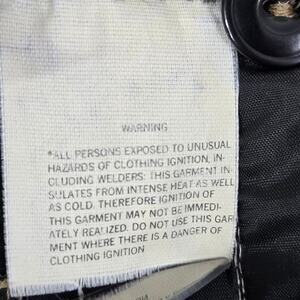 WARNING
*ALL PERSONS EXPOSED TO UNUSUAL
HAZARDS OF CLOTHING IGNITION, IN-
CLUDING WELDERS: THIS GARMENT IN-
SULATES FROM INTENSE HEAT AS WELL
AS COLD. THEREFORE IGNITION OF
THIS GARMENT MAY NOT BE IMMEDI-
ATELY REALIZED. DO NOT USE THIS GAR
MENT WHERE THERE IS A DANGER OF
CLOTHING IGNITION